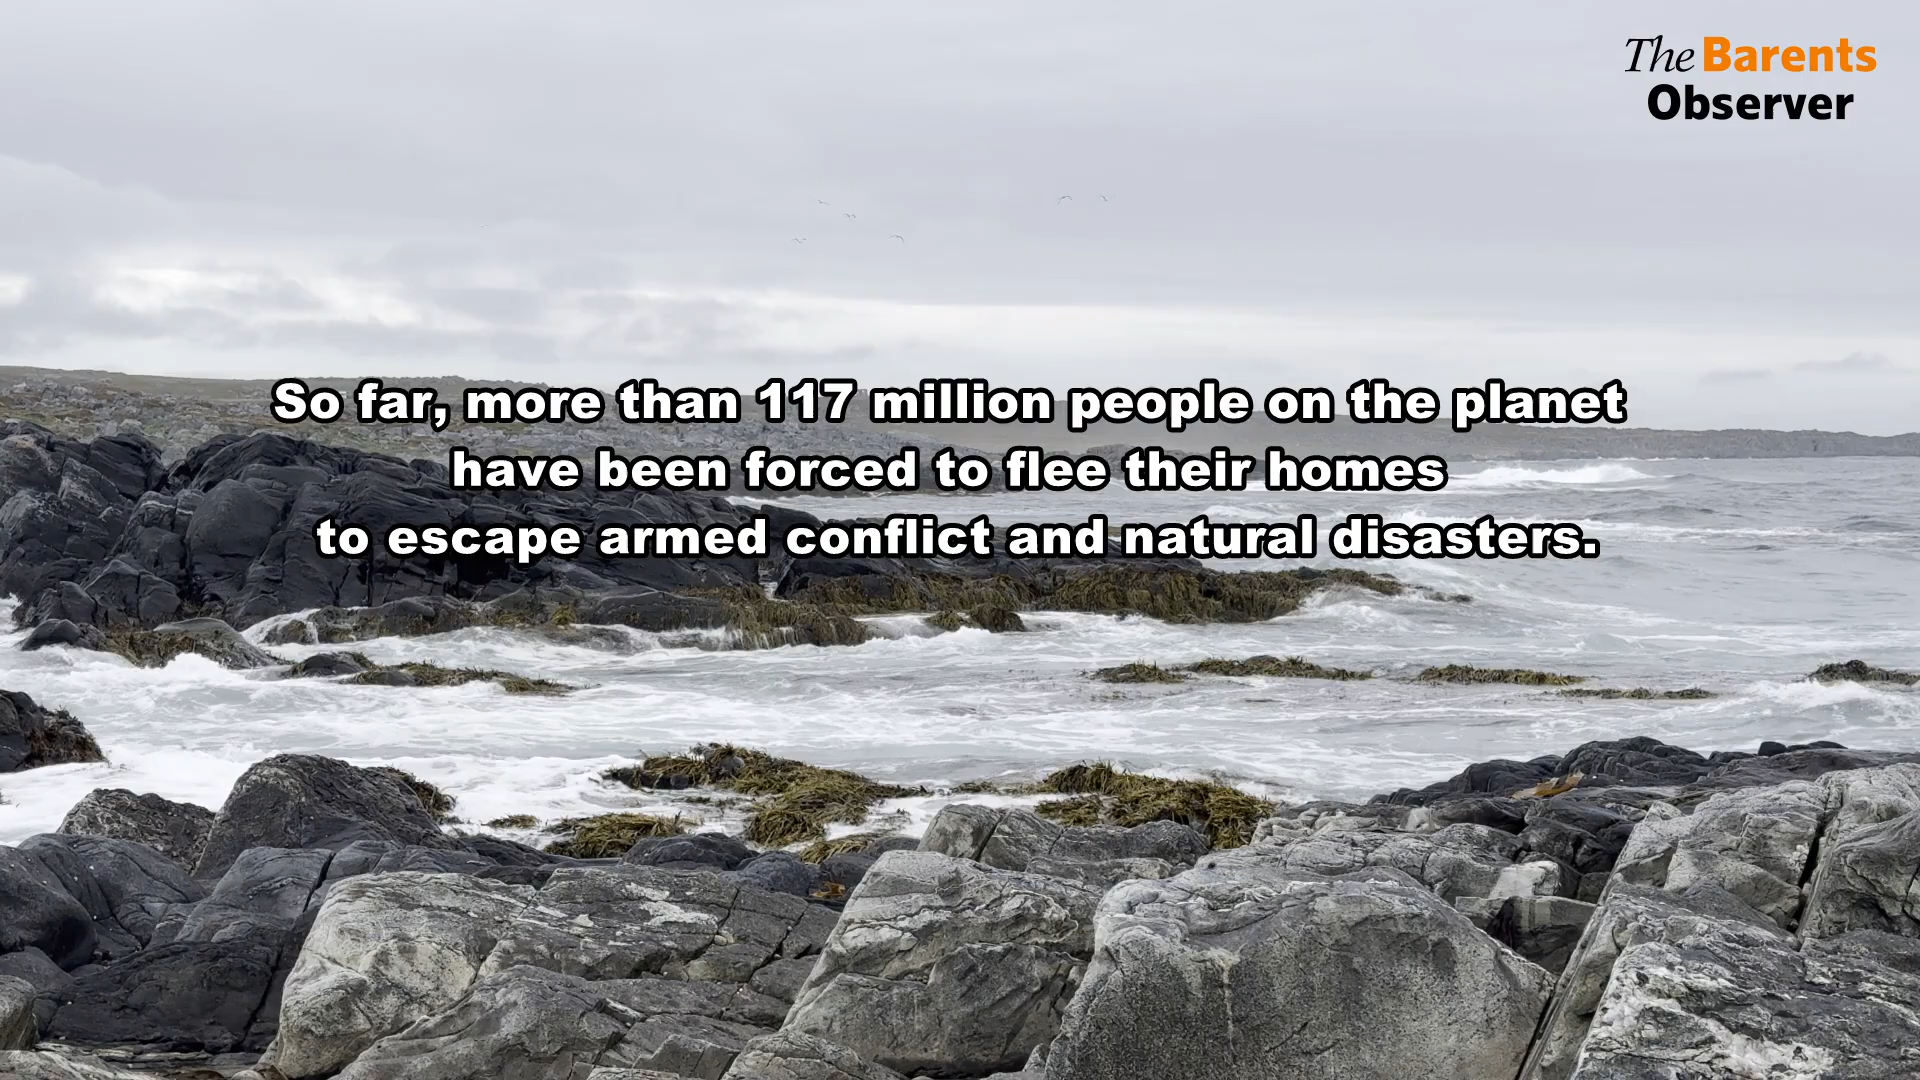 The Barents
Observer
So far, more than 117 million people on the planet
have been forced to flee their homes
to escape armed conflict and natural disasters.